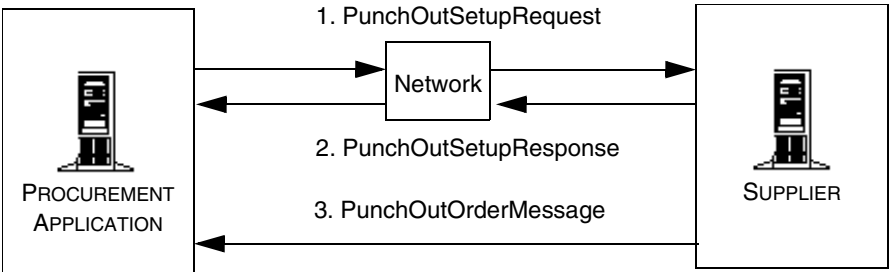 1. PunchOutSetupRequest
Network
2. PunchOutSetupResponse
PROCUREMENT
APPLICATION
SUPPLIER
3. PunchOutOrderMessage